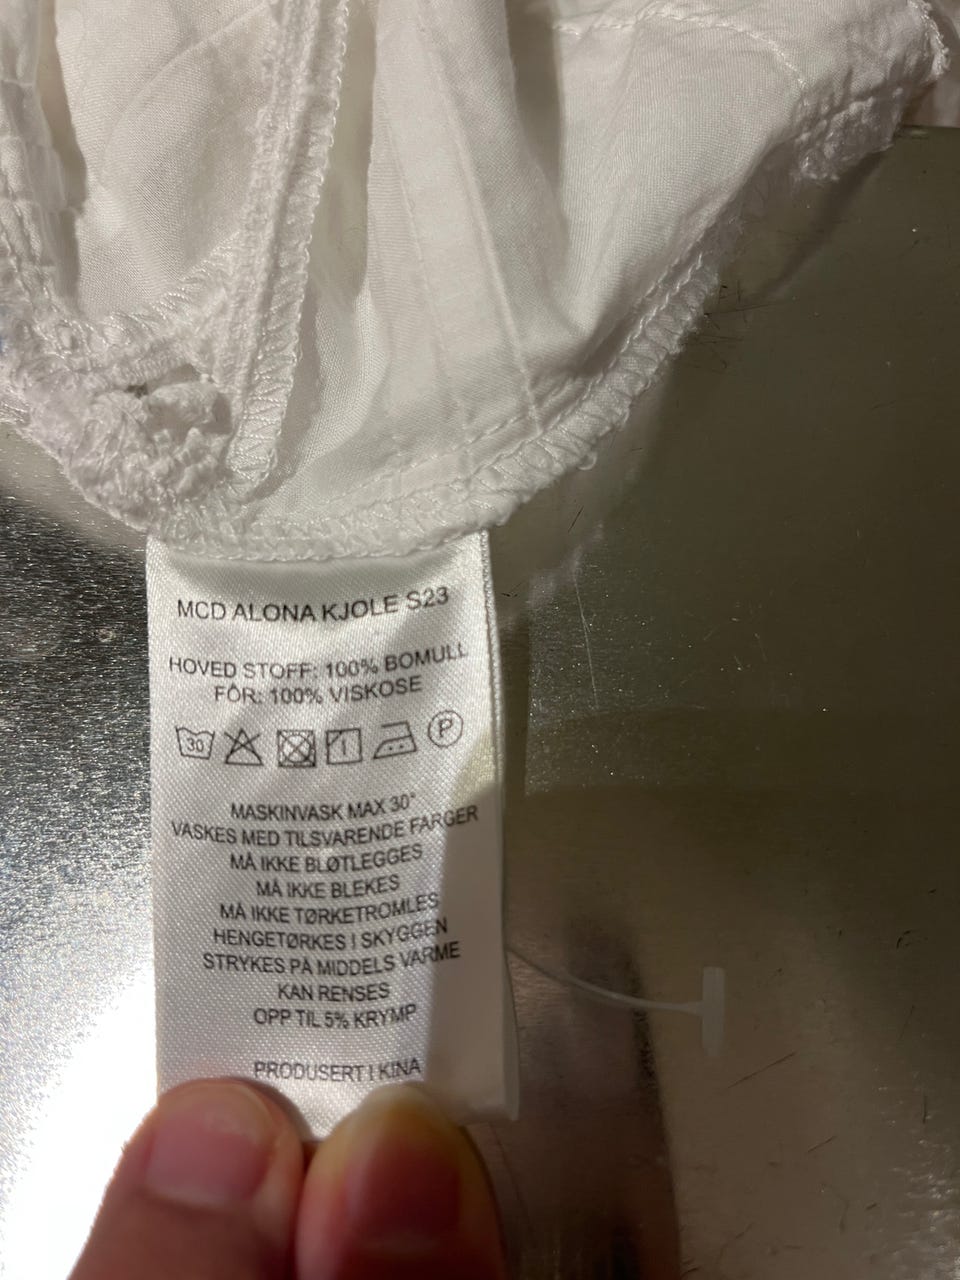 MCD ALONA KJOLE S23
HOVED STOFF: 100% BOMULL
FÔR: 100% VISKOSE
30 P
MASKINVASK MAX 30°
VASKES MED TILSVARENDE FARGER
MÅ IKKE BLØTLEGGES
MÅ IKKE BLEKES
MÅ IKKE TØRKETROMLES
HENGETØRKES I SKYGGEN
STRYKES PÅ MIDDELS VARME
KAN RENSES
OPP TIL 5% KRYMP
PRODUSERT I KINA